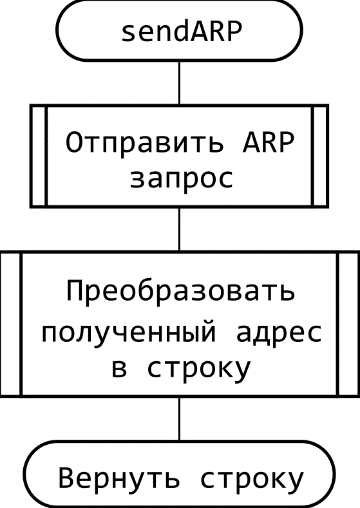 sendARP
Отправить ARP
запрос
Преобразовать
полученный адрес
в строку
Вернуть строку